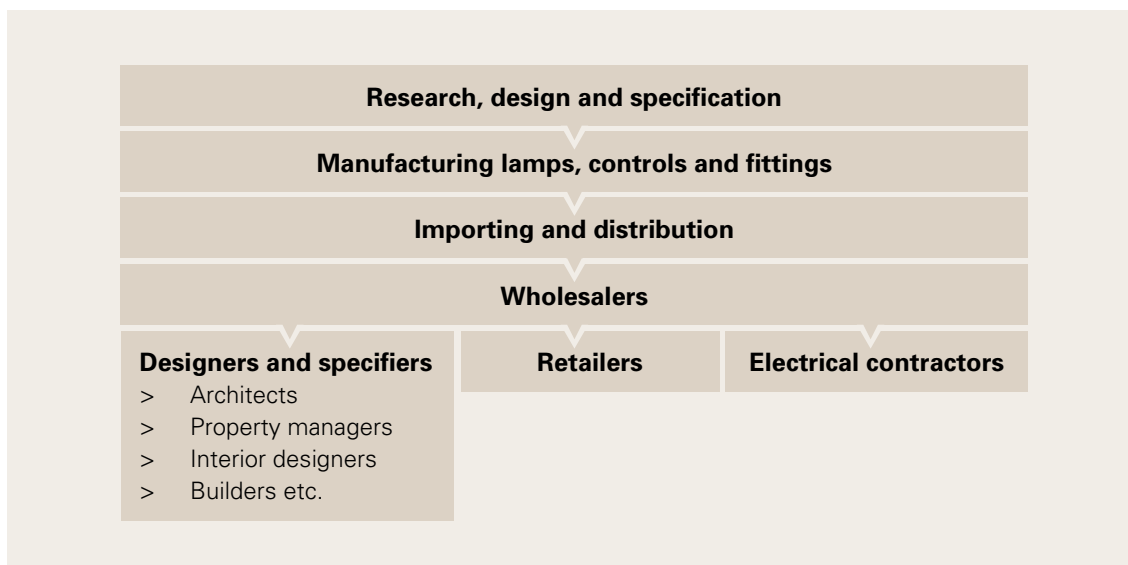 Research, design and specification
Manufacturing lamps, controls and fittings
Importing and distribution
Wholesalers
Designers and specifiers
> Architects
> Property managers
> Interior designers
> Builders etc.
Retailers
Electrical contractors